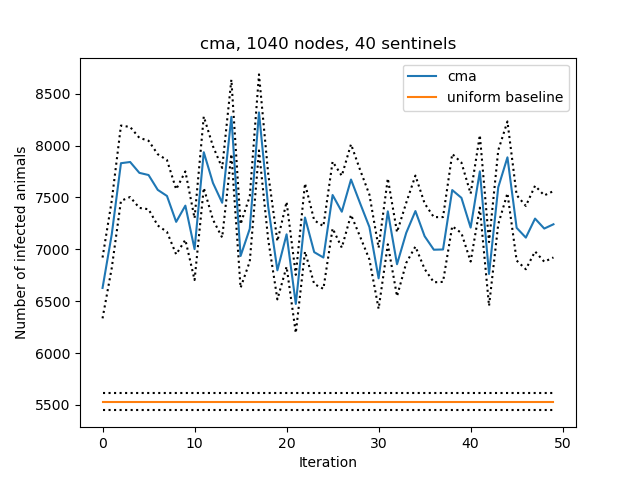 cma, 1040 nodes, 40 sentinels
cma
uniform baseline
Number of infected animals
8500
8000
7500
7000
6500
6000
5500
0
10
20
30
40
50
Iteration